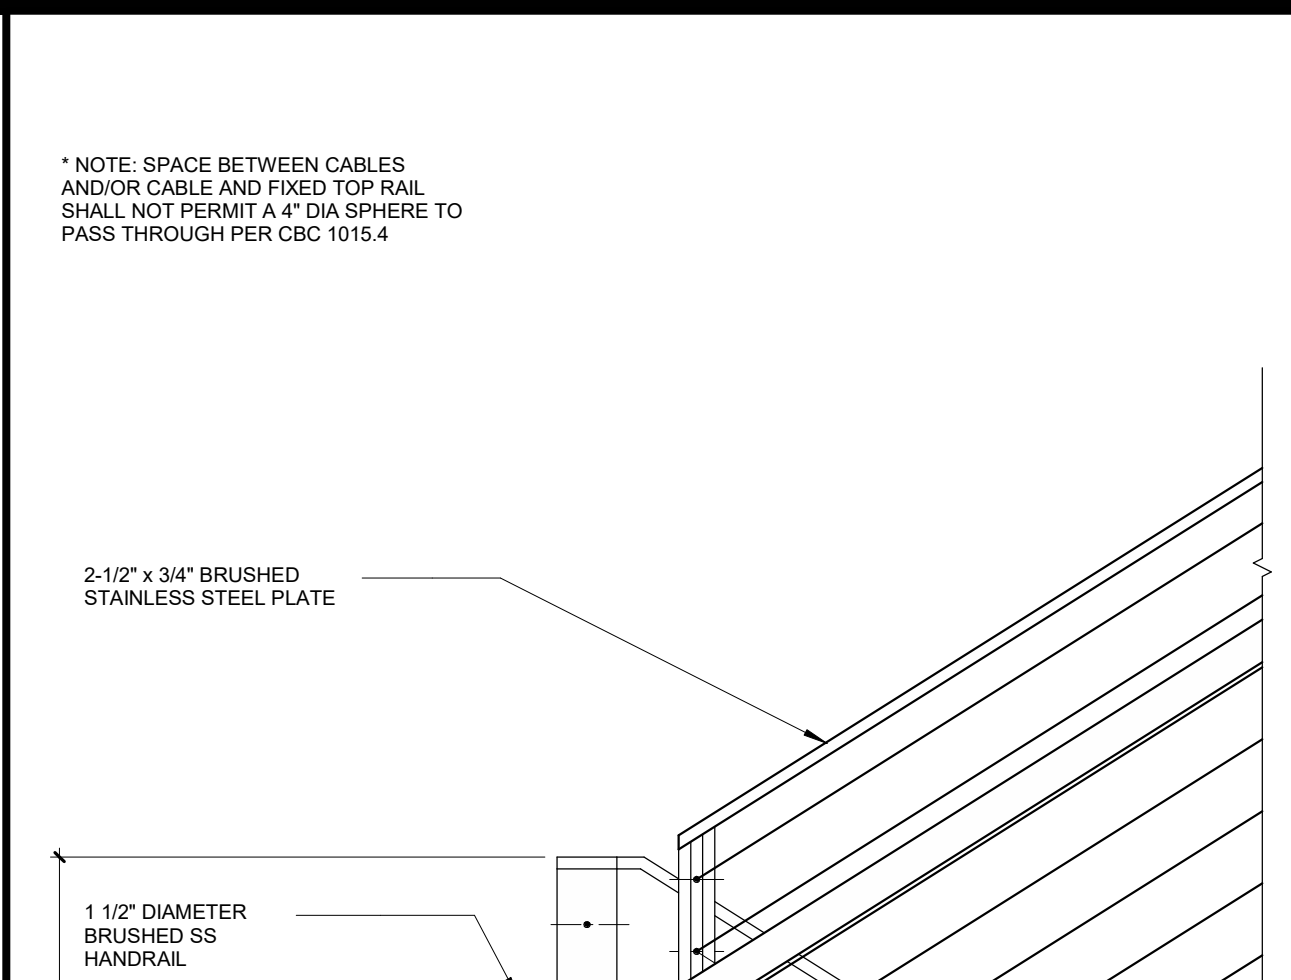 * NOTE: SPACE BETWEEN CABLES
AND/OR CABLE AND FIXED TOP RAIL
SHALL NOT PERMIT A 4" DIA SPHERE TO
PASS THROUGH PER CBC 1015.4
2-1/2" x 3/4" BRUSHED
STAINLESS STEEL PLATE
1 1/2" DIAMETER
BRUSHED SS
HANDRAIL